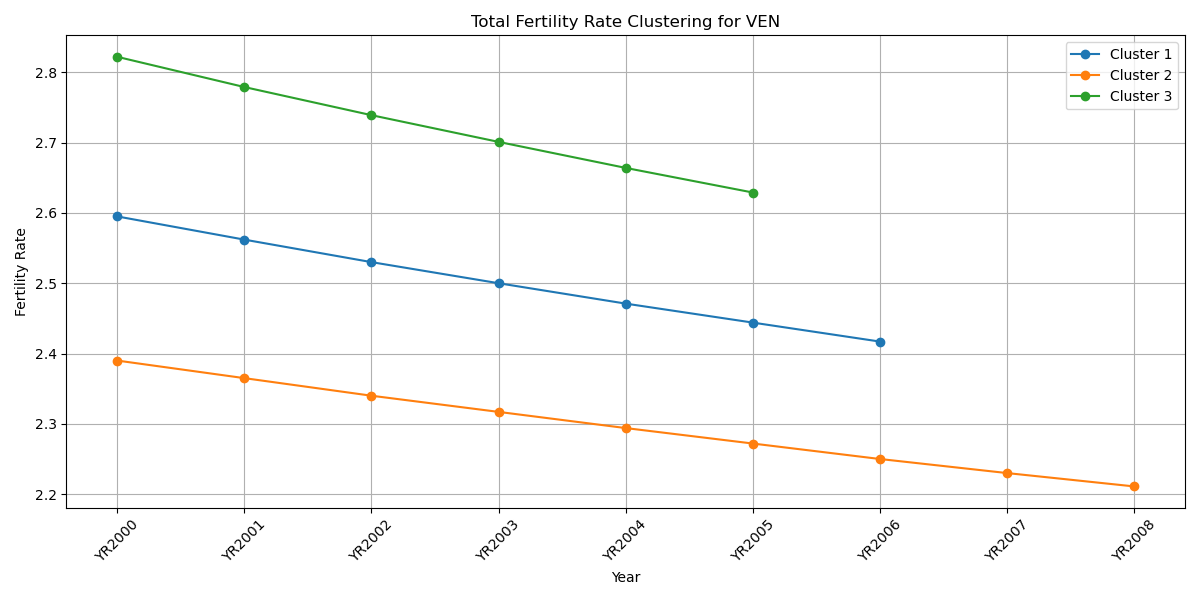 Total Fertility Rate Clustering for VEN
Cluster 1
Cluster 2
Cluster 3
Fertility Rate
2.8
2.7
2.6
2.5
2.4
2.3
2.2
YR2000
YR2001
YR2002
YR2003
YR2004
YR2005
YR2006
YR2007
YR2008
Year